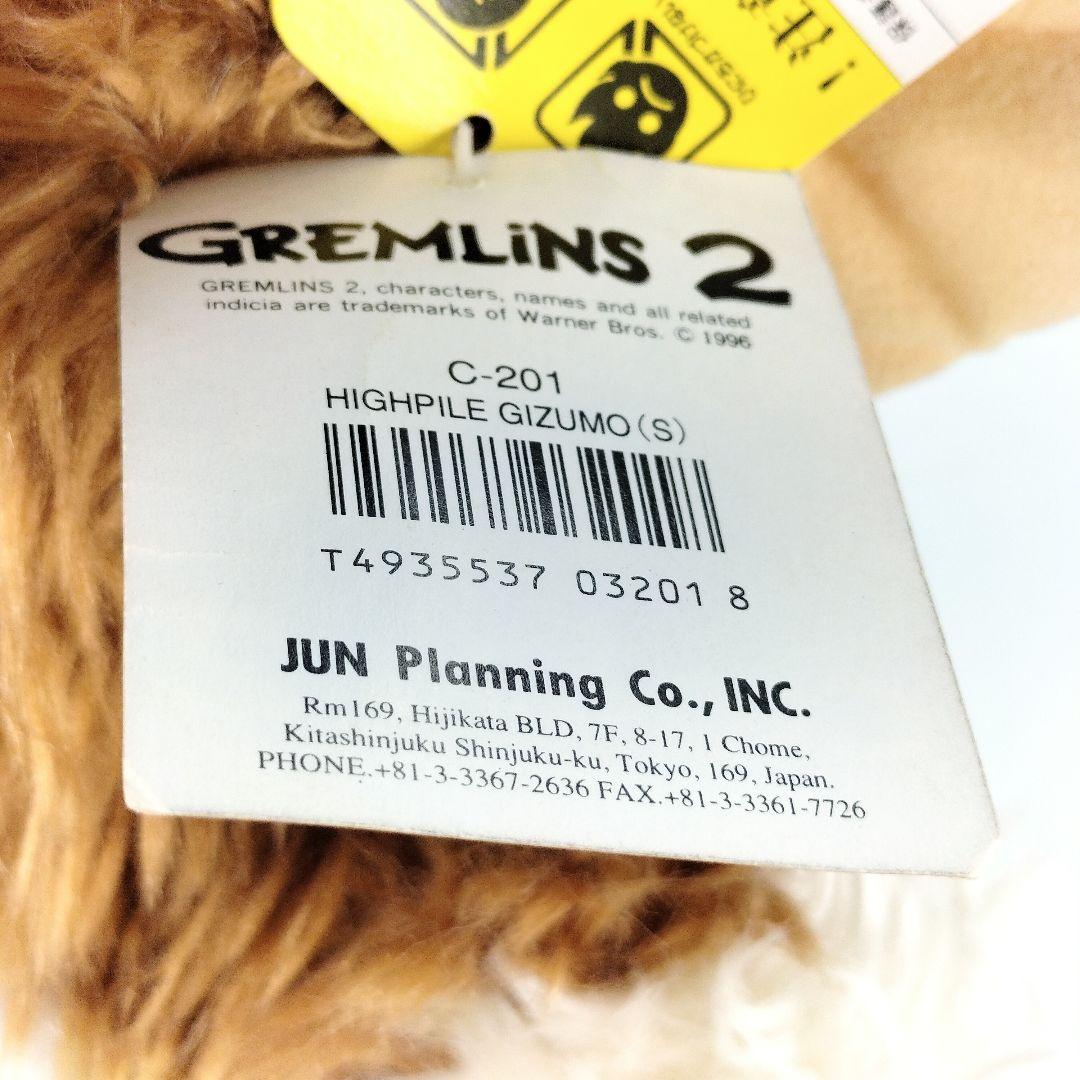 GREMLiNS 2
GREMLINS 2, characters, names and all related
indicia are trademarks of Warner Bros. © 1996
C-201
HIGHPILE GIZUMO(S)
T4935537 03201 8
JUN Planning Co., INC.
Rm169, Hijikata BLD, 7F, 8-17, 1 Chome,
Kitashinjuku Shinjuku-ku, Tokyo, 169, Japan.
PHONE.+81-3-3367-2636 FAX.+81-3-3361-7726